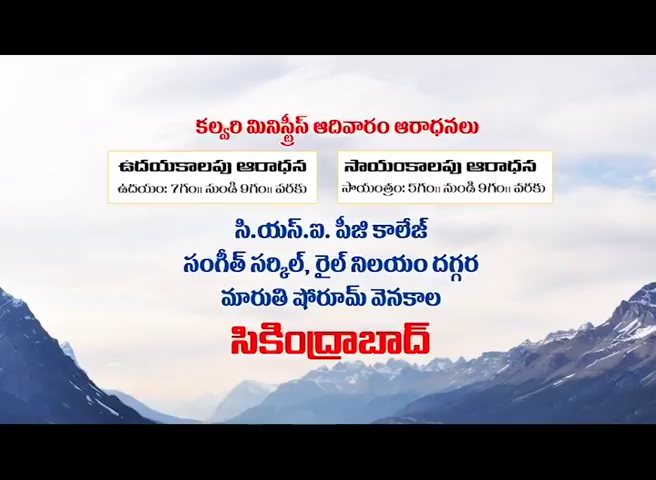 కల్వరి మినిస్ట్రీస్ ఆదివారం ఆరాధనలు
ఉదయకాలపు ఆరాధన
ఉదయం: 7గం॥ నుండి 9గం॥ వరకు
సాయంకాలపు ఆరాధన
సాయంత్రం: 5గం॥ నుండి 9గం॥ వరకు
సి.యస్.ఐ. పీజి కాలేజ్
సంగీత్ సర్కిల్, రైల్ నిలయం దగ్గర
మారుతి షోరూమ్ వెనకాల
సికింద్రాబాద్